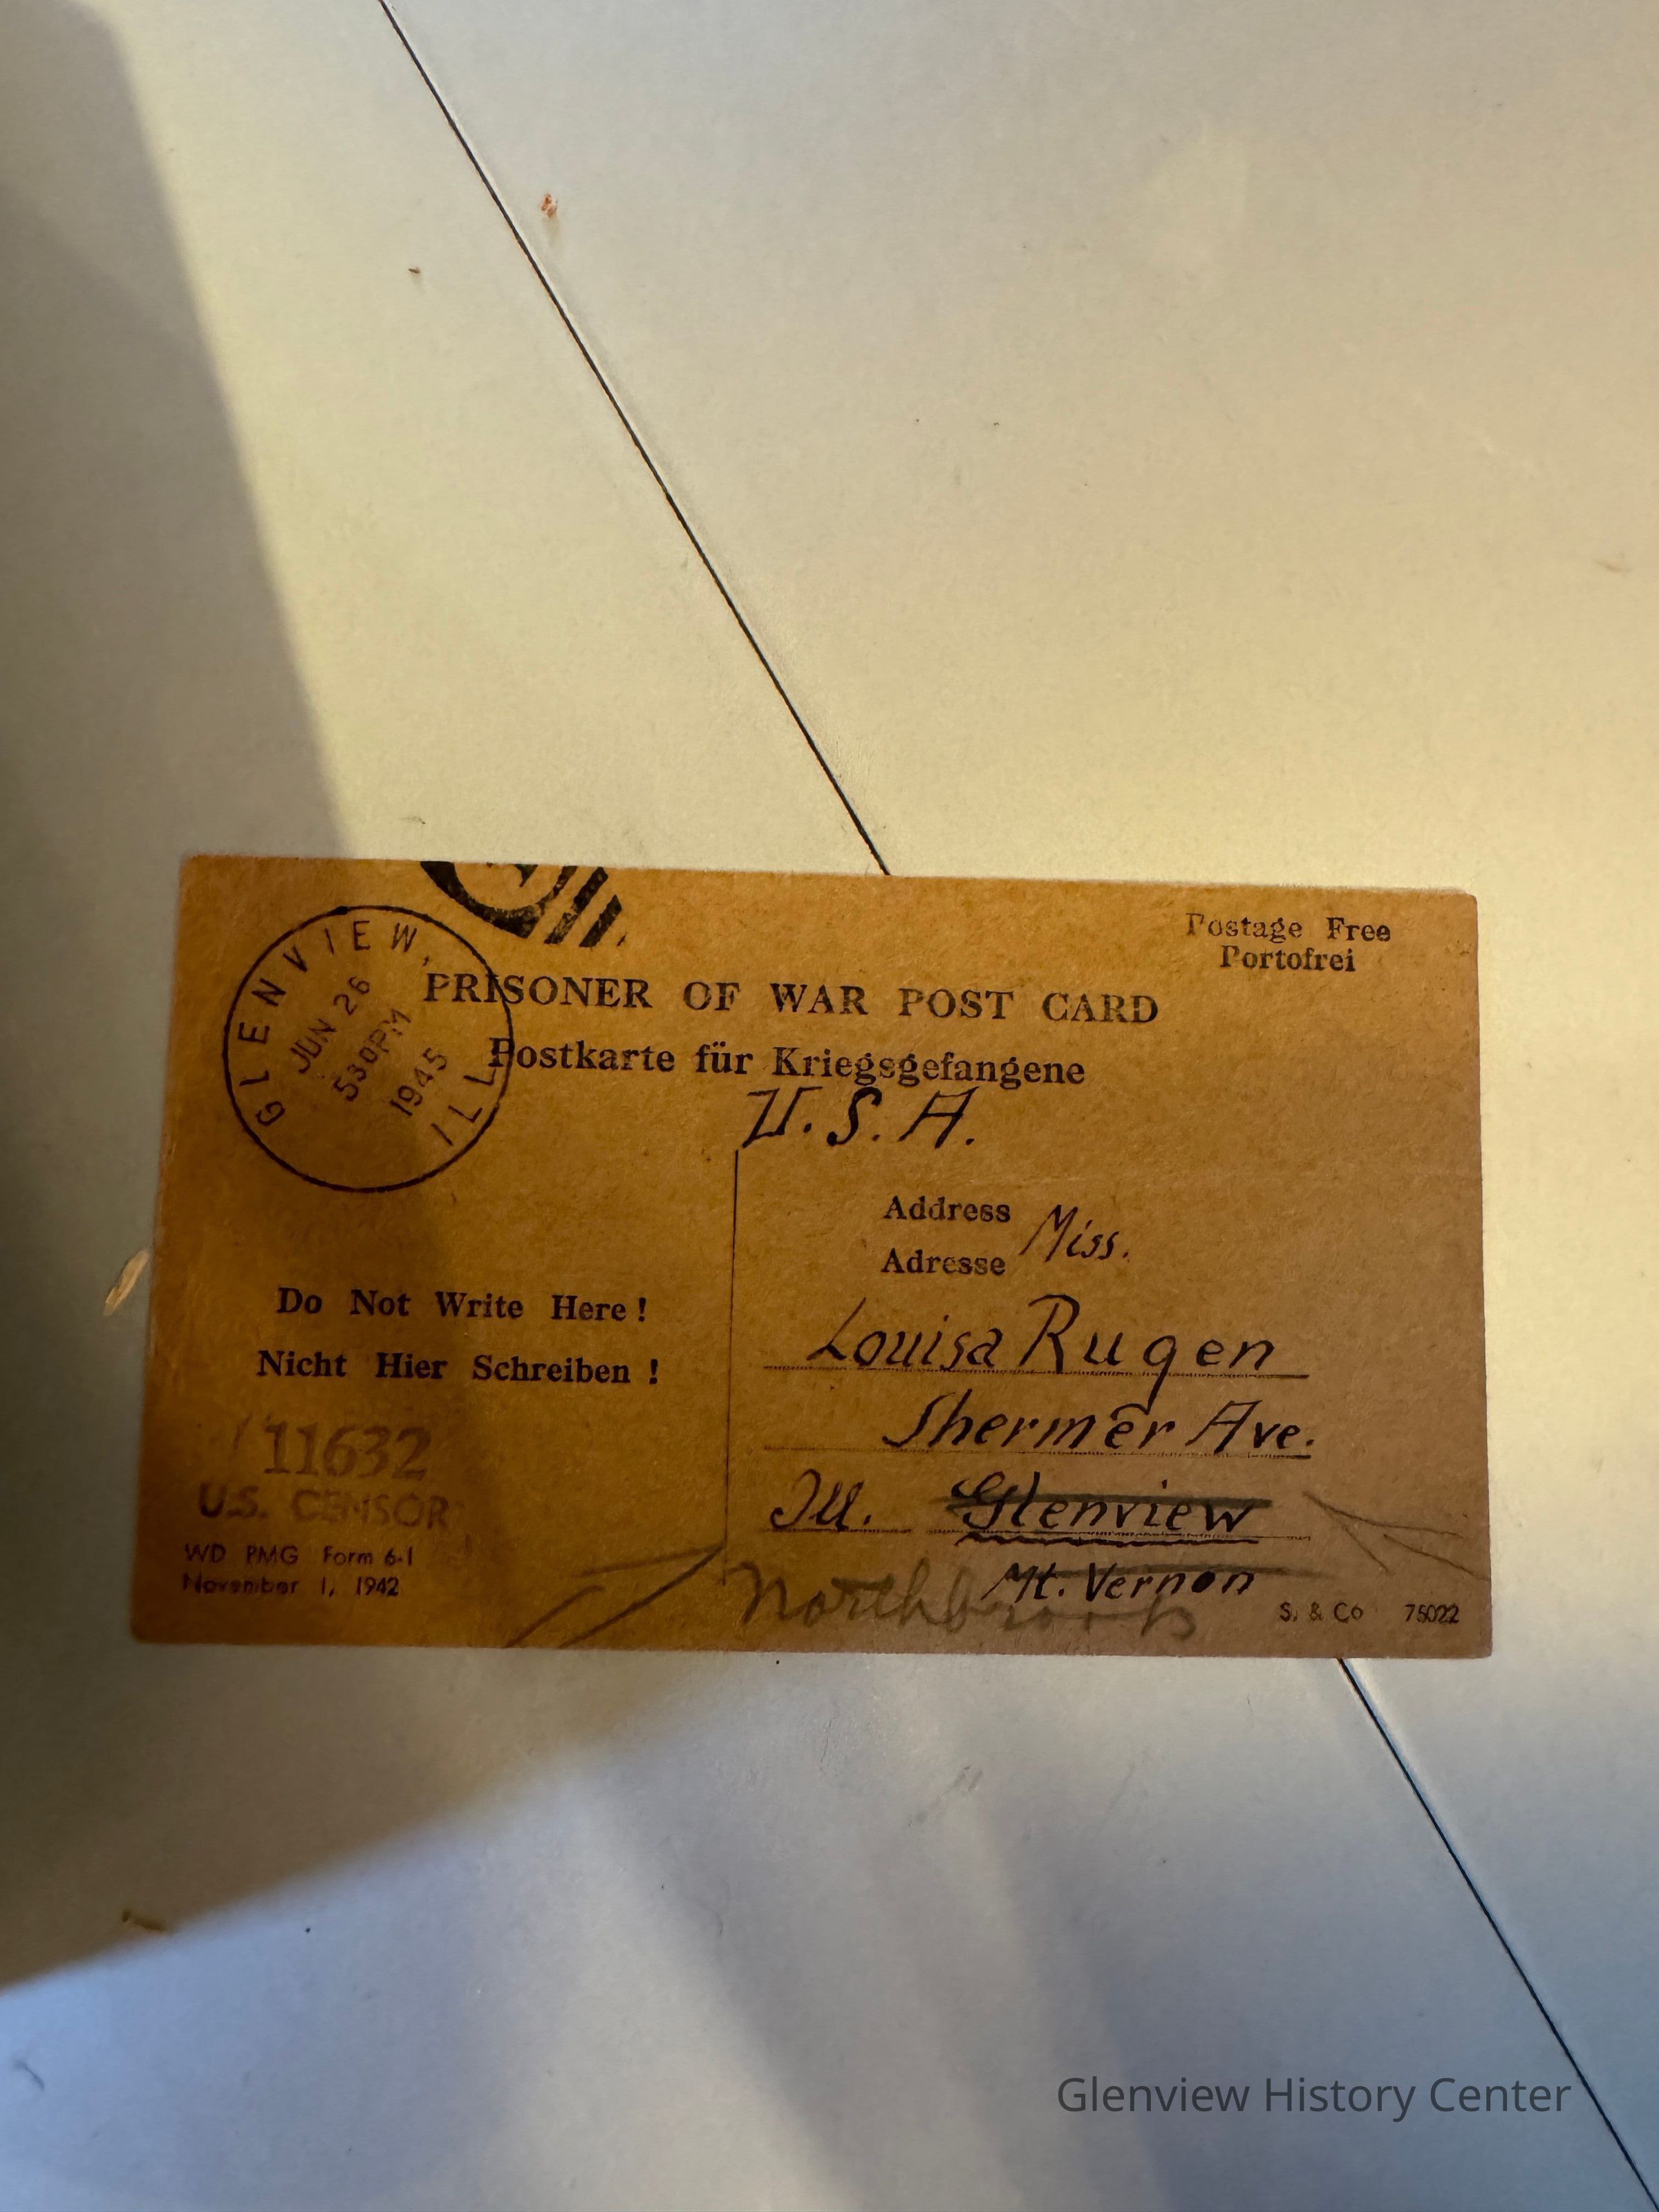 GLENVIEW, ILL
JUN 26
530PM
1945
Postage Free
Portofrei
PRISONER OF WAR POST CARD
Postkarte für Kriegsgefangene
U.S.A.
Address
Adresse
Miss.
Louisa Rugen
Shermer Ave.
Ill. Glenview
Mt. Vernon
Northbrook
Do Not Write Here!
Nicht Hier Schreiben!
11632
U.S. CENSOR
WD PMG Form 6-1
November 1, 1942
S. & Co 75022
Glenview History Center